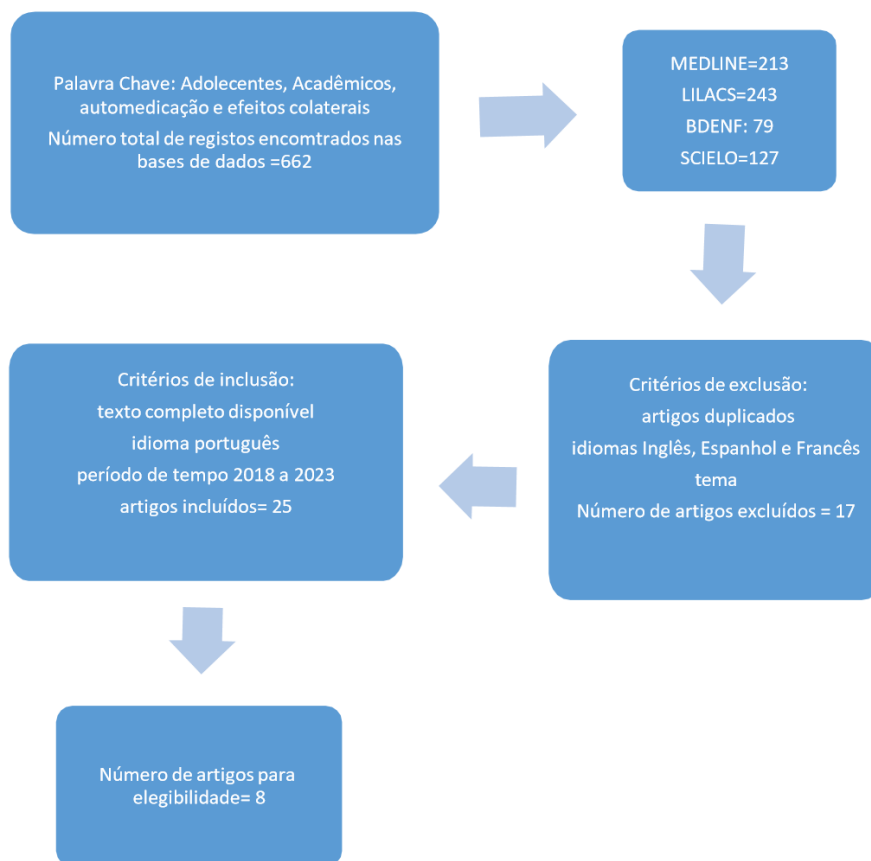 Palavra Chave: Adolecentes, Acadêmicos,
automedicação e efeitos colaterais
Número total de registos encomtrados nas
bases de dados =662
MEDLINE=213
LILACS=243
BDENF: 79
SCIELO=127
Critérios de exclusão:
artigos duplicados
idiomas Inglês, Espanhol e Francês
tema
Número de artigos excluídos = 17
Critérios de inclusão:
texto completo disponível
idioma português
período de tempo 2018 a 2023
artigos incluídos= 25
Número de artigos para
elegibilidade= 8